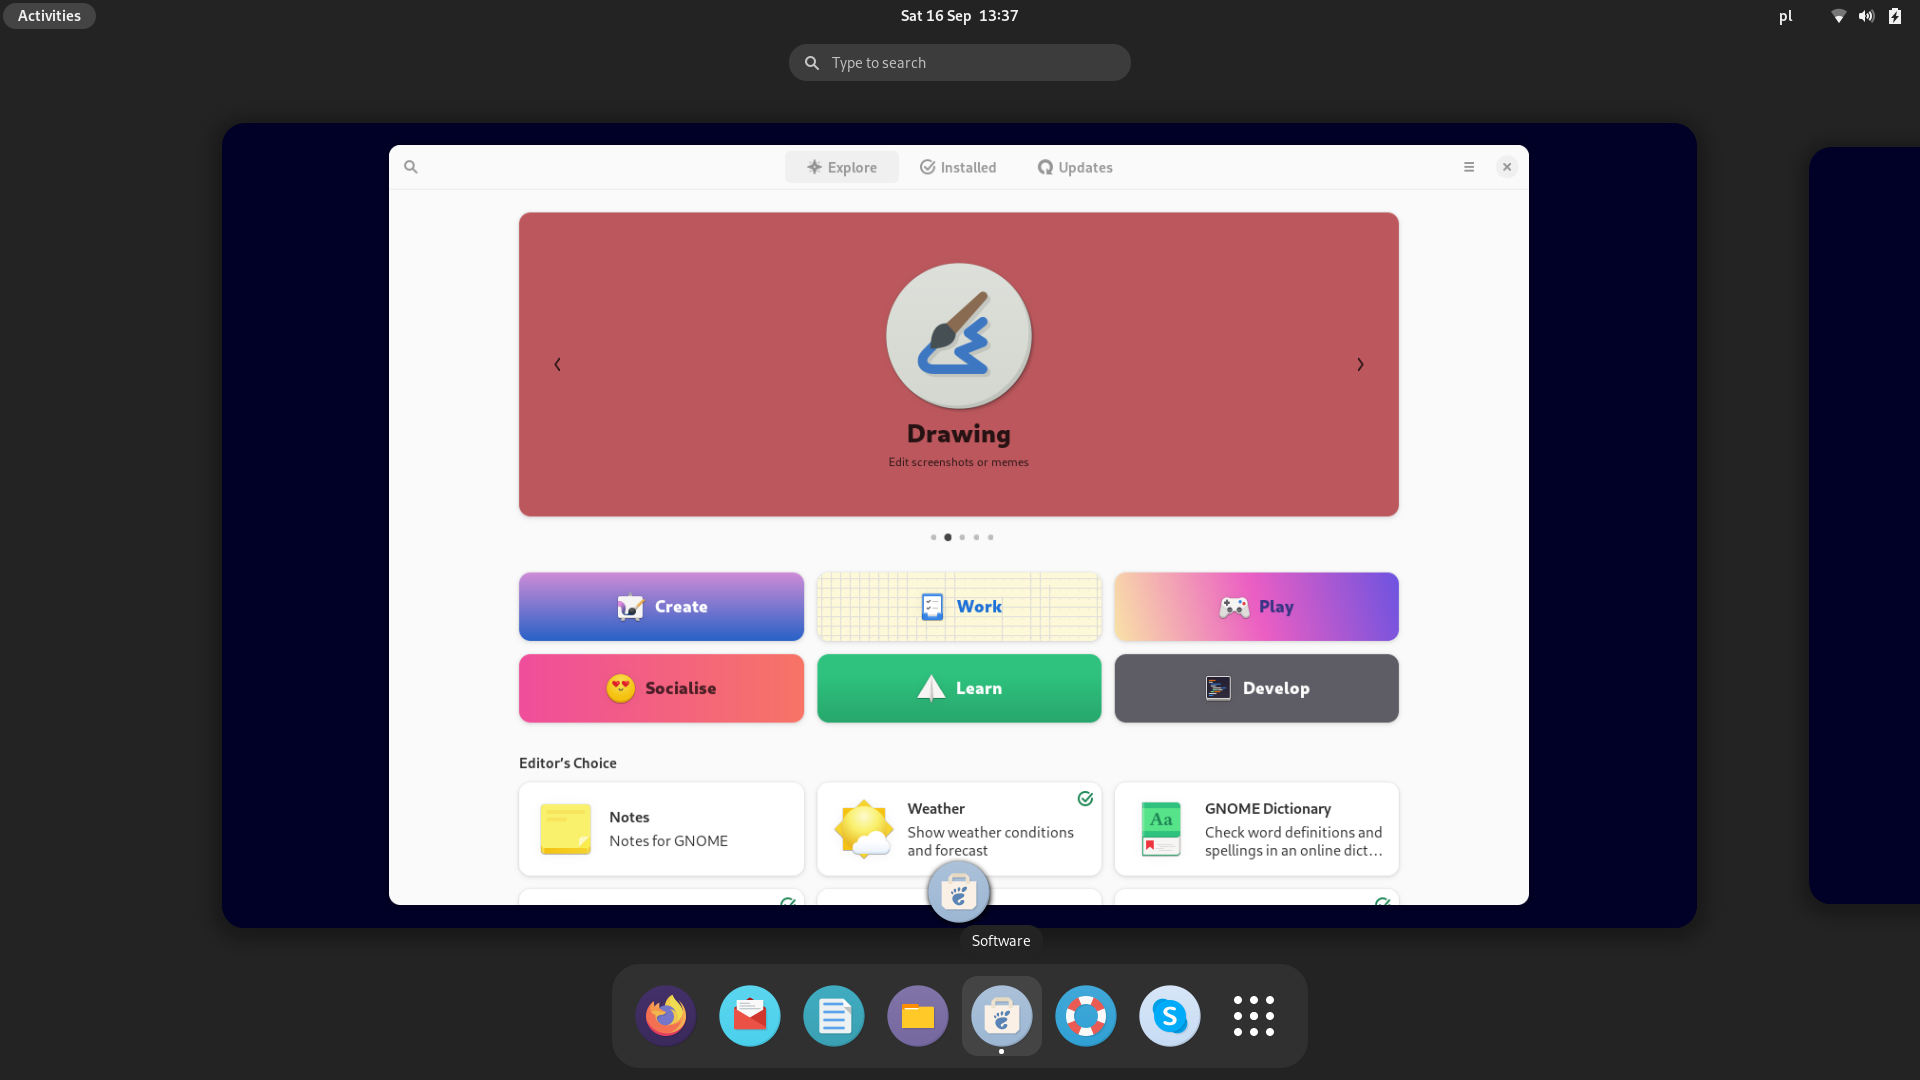 Activities
Sat 16 Sep 13:37
pl
Type to search
Explore
Installed
Updates
Drawing
Edit screenshots or memes
Create
Work
Play
Socialise
Learn
Develop
Editor's Choice
Notes
Notes for GNOME
Weather
Show weather conditions
and forecast
Aa
GNOME Dictionary
Check word definitions and
spellings in an online dict…
Software
S